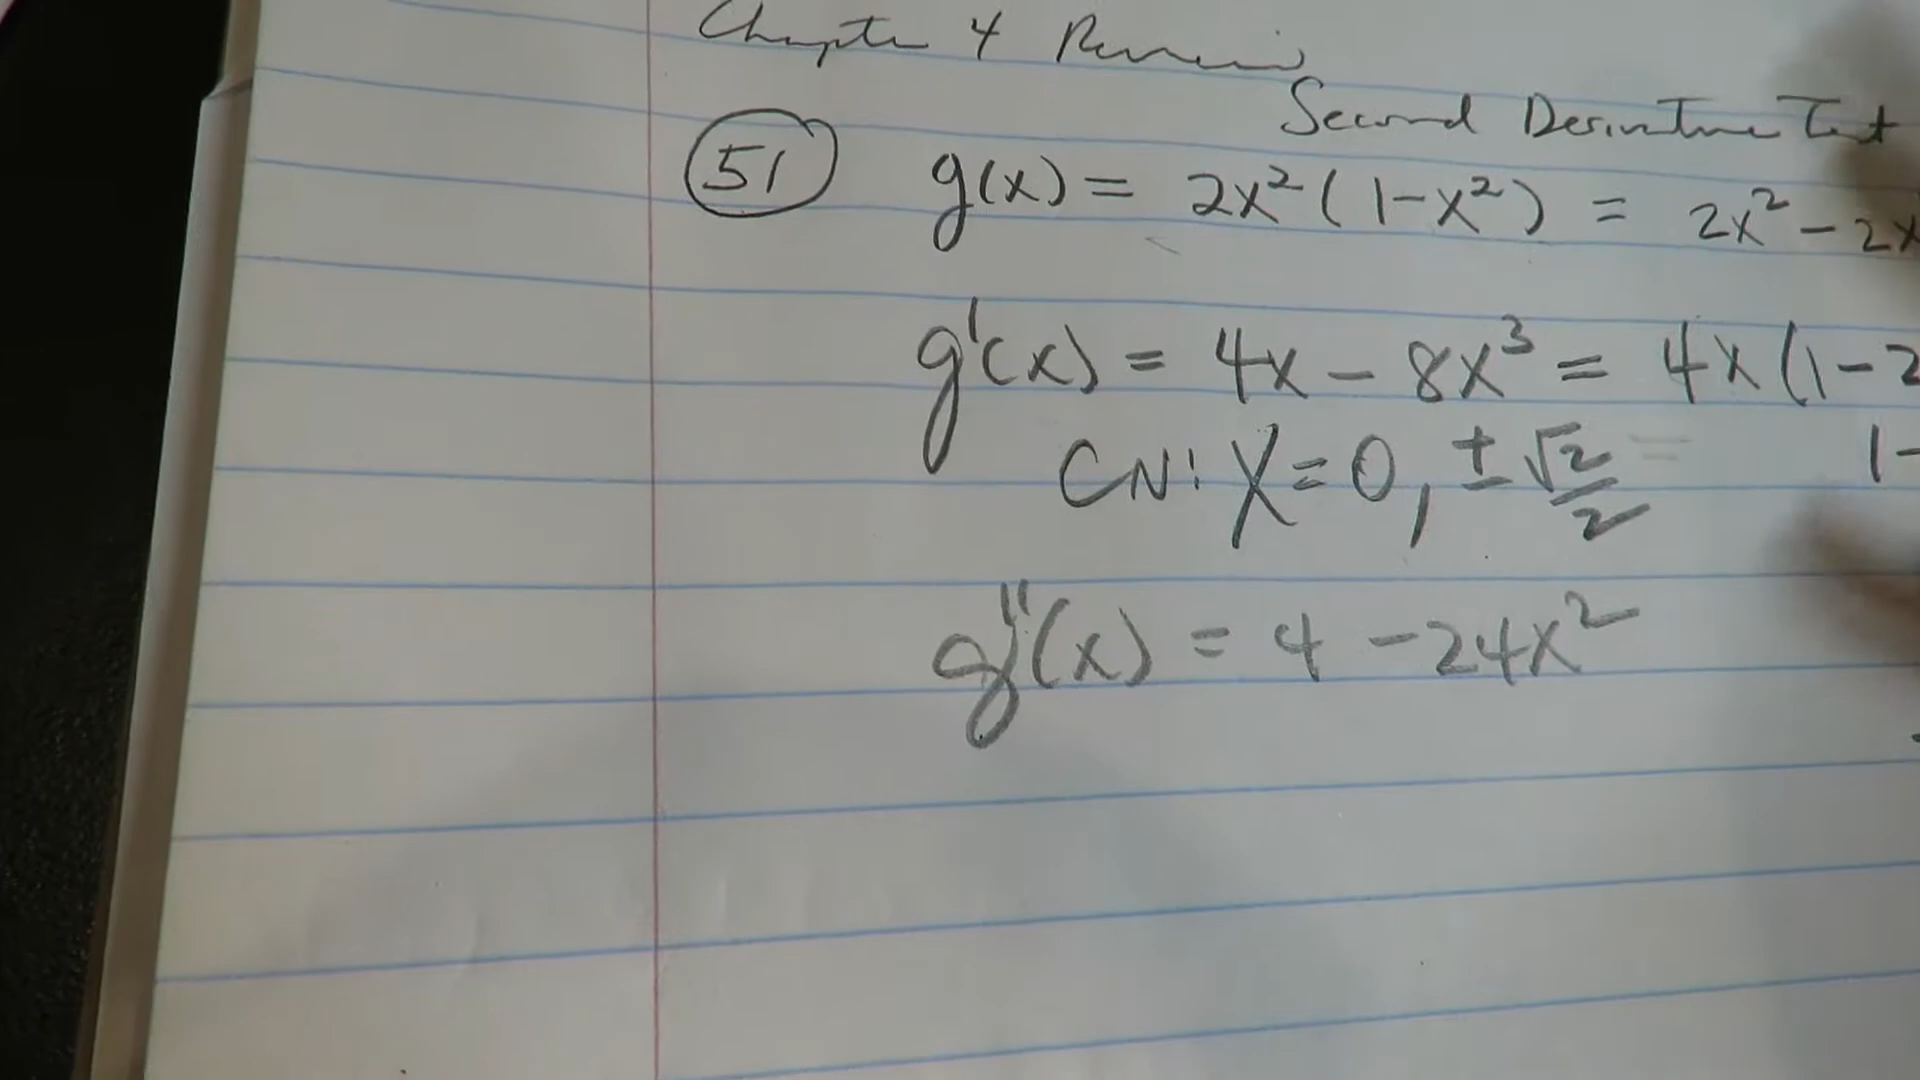 Chapter 4 Review
Second Derivative Test
51 g(x) = 2x²(1-x²) = 2x² - 2x
g'(x) = 4x - 8x³ = 4x(1-2
CN: x = 0, ± √2/2 1-
g''(x) = 4 - 24x²